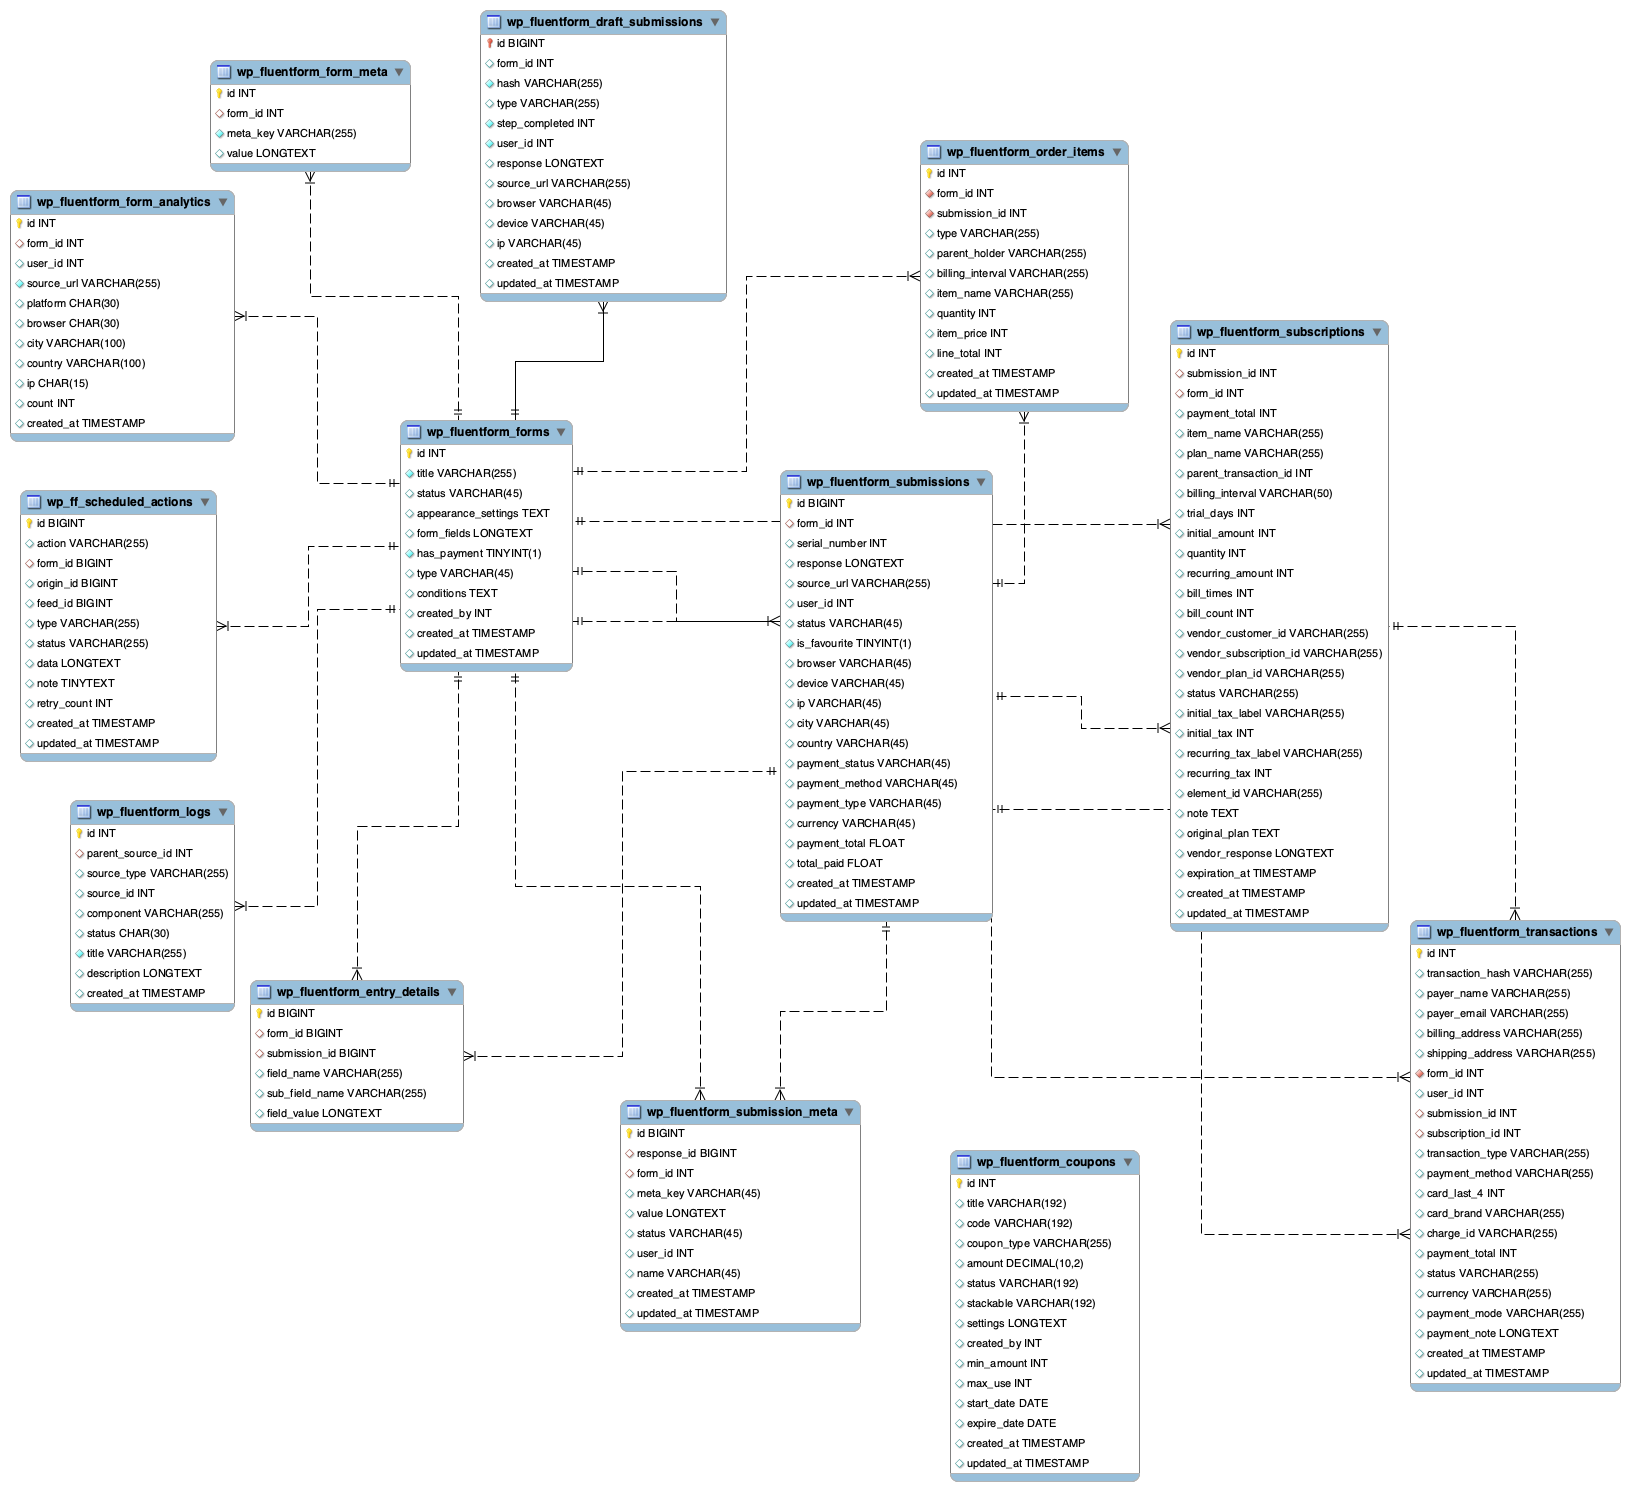 wp_fluentform_draft_submissions
id BIGINT
form_id INT
hash VARCHAR(255)
type VARCHAR(255)
step_completed INT
user_id INT
response LONGTEXT
source_url VARCHAR(255)
browser VARCHAR(45)
device VARCHAR(45)
ip VARCHAR(45)
created_at TIMESTAMP
updated_at TIMESTAMP
wp_fluentform_form_meta
id INT
form_id INT
meta_key VARCHAR(255)
value LONGTEXT
wp_fluentform_order_items
id INT
form_id INT
submission_id INT
type VARCHAR(255)
parent_holder VARCHAR(255)
billing_interval VARCHAR(255)
item_name VARCHAR(255)
quantity INT
item_price INT
line_total INT
created_at TIMESTAMP
updated_at TIMESTAMP
wp_fluentform_form_analytics
id INT
form_id INT
user_id INT
source_url VARCHAR(255)
platform CHAR(30)
browser CHAR(30)
city VARCHAR(100)
country VARCHAR(100)
ip CHAR(15)
count INT
created_at TIMESTAMP
wp_fluentform_subscriptions
id INT
submission_id INT
form_id INT
payment_total INT
item_name VARCHAR(255)
plan_name VARCHAR(255)
parent_transaction_id INT
billing_interval VARCHAR(50)
trial_days INT
initial_amount INT
quantity INT
recurring_amount INT
bill_times INT
bill_count INT
vendor_customer_id VARCHAR(255)
vendor_subscription_id VARCHAR(255)
vendor_plan_id VARCHAR(255)
status VARCHAR(255)
initial_tax_label VARCHAR(255)
initial_tax INT
recurring_tax_label VARCHAR(255)
recurring_tax INT
element_id VARCHAR(255)
note TEXT
original_plan TEXT
vendor_response LONGTEXT
expiration_at TIMESTAMP
created_at TIMESTAMP
updated_at TIMESTAMP
wp_fluentform_forms
id INT
title VARCHAR(255)
status VARCHAR(45)
appearance_settings TEXT
form_fields LONGTEXT
has_payment TINYINT(1)
type VARCHAR(45)
conditions TEXT
created_by INT
created_at TIMESTAMP
updated_at TIMESTAMP
wp_fluentform_submissions
id BIGINT
form_id INT
serial_number INT
response LONGTEXT
source_url VARCHAR(255)
user_id INT
status VARCHAR(45)
is_favourite TINYINT(1)
browser VARCHAR(45)
device VARCHAR(45)
ip VARCHAR(45)
city VARCHAR(45)
country VARCHAR(45)
payment_status VARCHAR(45)
payment_method VARCHAR(45)
payment_type VARCHAR(45)
currency VARCHAR(45)
payment_total FLOAT
total_paid FLOAT
created_at TIMESTAMP
updated_at TIMESTAMP
wp_ff_scheduled_actions
id BIGINT
action VARCHAR(255)
form_id BIGINT
origin_id BIGINT
feed_id BIGINT
type VARCHAR(255)
status VARCHAR(255)
data LONGTEXT
note TINYTEXT
retry_count INT
created_at TIMESTAMP
updated_at TIMESTAMP
wp_fluentform_logs
id INT
parent_source_id INT
source_type VARCHAR(255)
source_id INT
component VARCHAR(255)
status CHAR(30)
title VARCHAR(255)
description LONGTEXT
created_at TIMESTAMP
wp_fluentform_transactions
id INT
transaction_hash VARCHAR(255)
payer_name VARCHAR(255)
payer_email VARCHAR(255)
billing_address VARCHAR(255)
shipping_address VARCHAR(255)
form_id INT
user_id INT
submission_id INT
subscription_id INT
transaction_type VARCHAR(255)
payment_method VARCHAR(255)
card_last_4 INT
card_brand VARCHAR(255)
charge_id VARCHAR(255)
payment_total INT
status VARCHAR(255)
currency VARCHAR(255)
payment_mode VARCHAR(255)
payment_note LONGTEXT
created_at TIMESTAMP
updated_at TIMESTAMP
wp_fluentform_entry_details
id BIGINT
form_id BIGINT
submission_id BIGINT
field_name VARCHAR(255)
sub_field_name VARCHAR(255)
field_value LONGTEXT
wp_fluentform_submission_meta
id BIGINT
response_id BIGINT
form_id INT
meta_key VARCHAR(45)
value LONGTEXT
status VARCHAR(45)
user_id INT
name VARCHAR(45)
created_at TIMESTAMP
updated_at TIMESTAMP
wp_fluentform_coupons
id INT
title VARCHAR(192)
code VARCHAR(192)
coupon_type VARCHAR(255)
amount DECIMAL(10,2)
status VARCHAR(192)
stackable VARCHAR(192)
settings LONGTEXT
created_by INT
min_amount INT
max_use INT
start_date DATE
expire_date DATE
created_at TIMESTAMP
updated_at TIMESTAMP